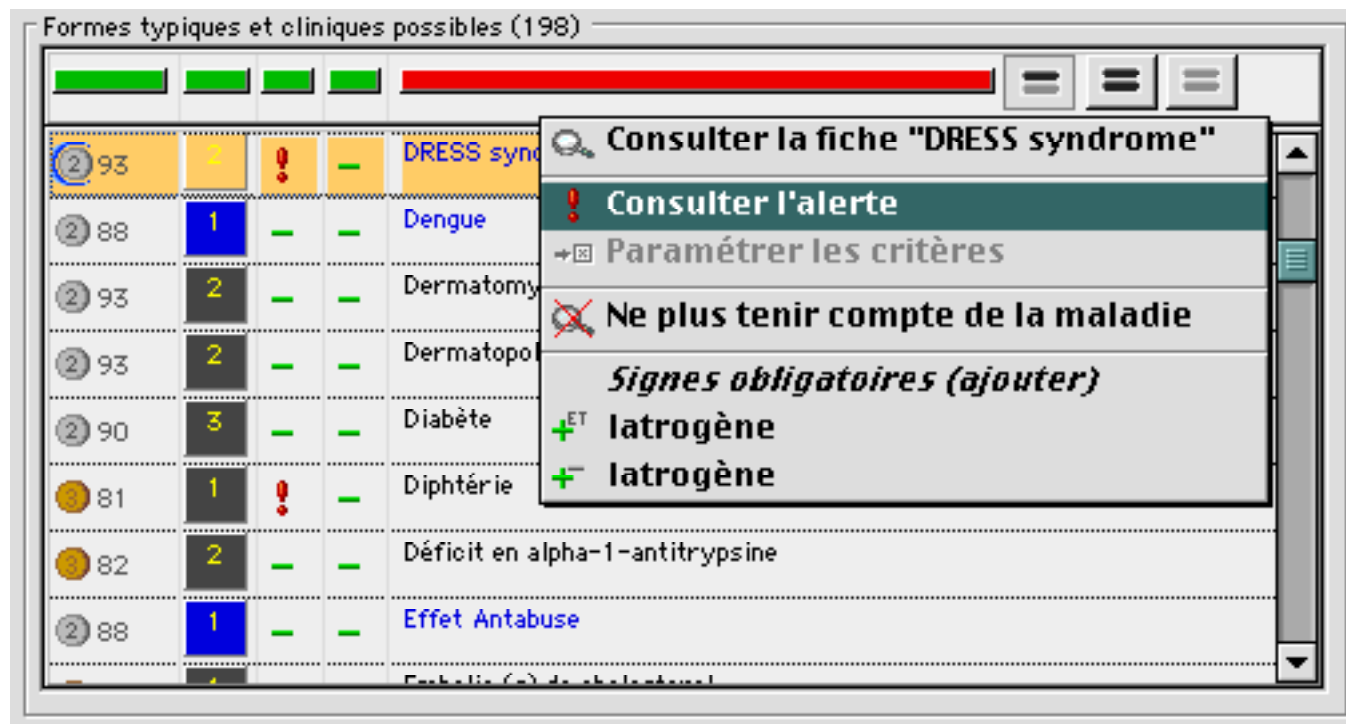 Formes typiques et cliniques possibles (198)
2 93 2 DRESS
Consulter la fiche "DRESS syndrome"
Consulter l'alerte
Paramétrer les critères
Ne plus tenir compte de la maladie
Signes obligatoires (ajouter)
ET Iatrogène
Iatrogène
2 88 1 Dengue
2 93 2
2 93 2
2 90 3 Diabète
3 81 1 Diphtérie
3 82 2 Déficit en alpha-1-antitrypsine
2 88 1 Effet Antabuse